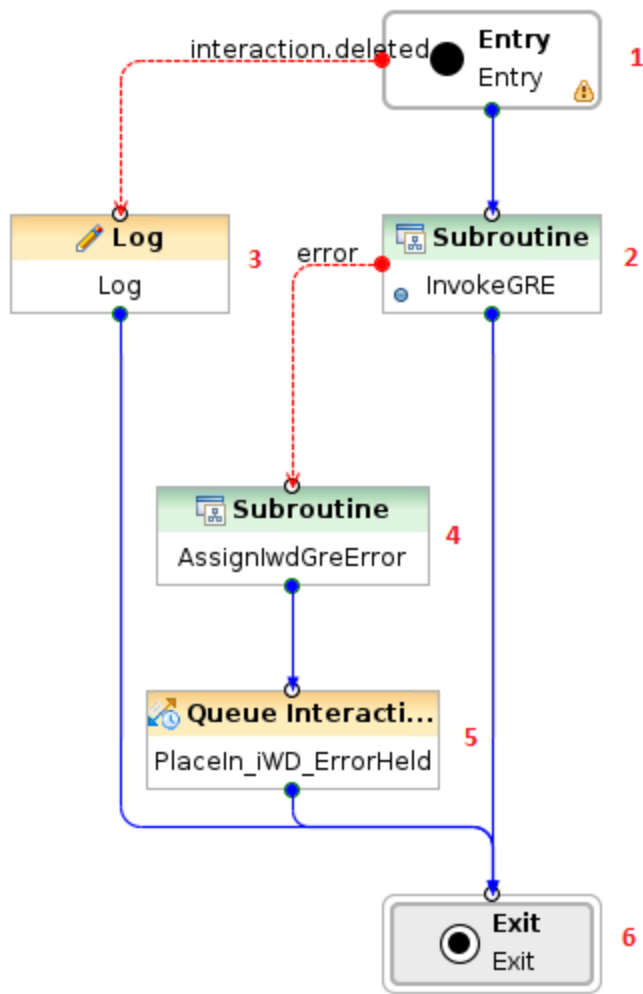 interaction.deleted
Entry
Entry
1
Log
Log
3
error
Subroutine
InvokeGRE
2
Subroutine
AssignIwdGreError
4
Queue Interacti...
PlaceIn_iWD_ErrorHeld
5
Exit
Exit
6